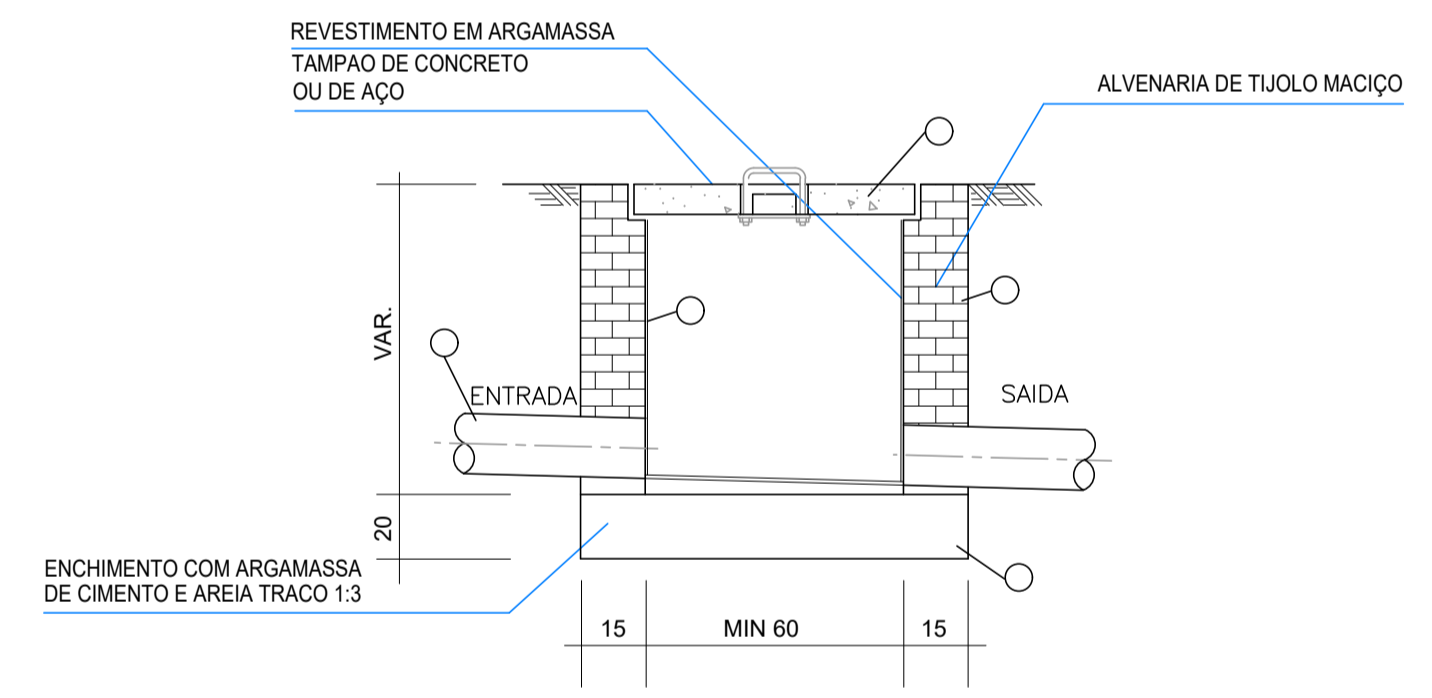 REVESTIMENTO EM ARGAMASSA
TAMPAO DE CONCRETO
OU DE AÇO
ALVENARIA DE TIJOLO MACIÇO
VAR.
ENTRADA
SAIDA
20
ENCHIMENTO COM ARGAMASSA
DE CIMENTO E AREIA TRACO 1:3
15
MIN 60
15